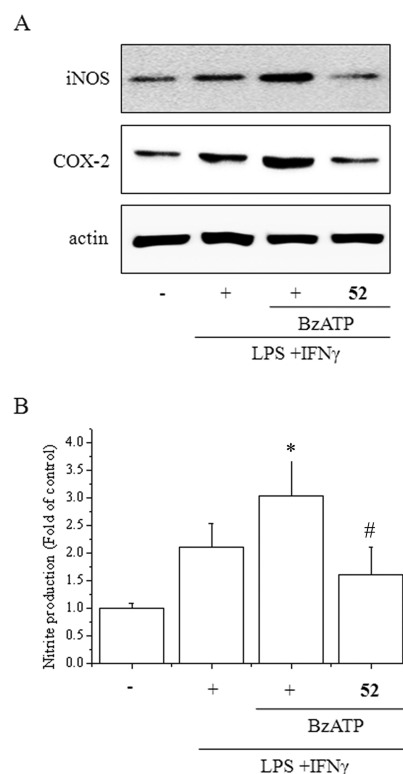 A
iNOS
COX-2
actin
- + + 52
BzATP
LPS +IFNγ
B
Nitrite production (Fold of control)
4.0
3.5
3.0
2.5
2.0
1.5
1.0
0.5
0.0
*
#
- + + 52
BzATP
LPS +IFNγ